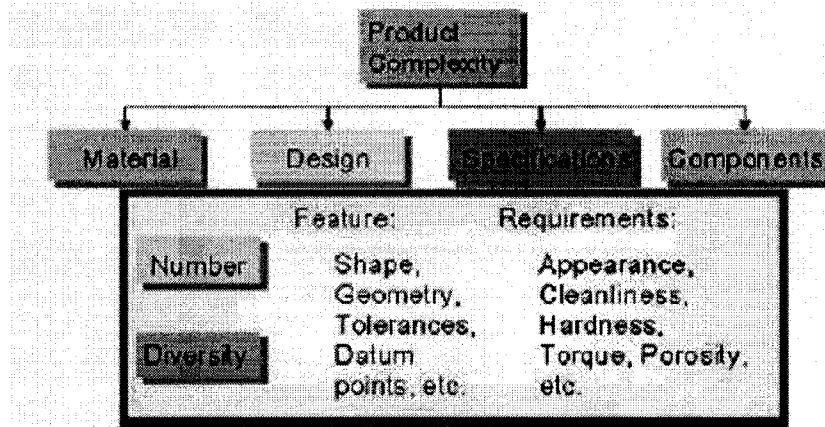 Product
Complexity
Material
Design
Specifications
Components
Feature:
Requirements:
Number
Diversity
Shape,
Geometry,
Tolerances,
Datum
points, etc.
Appearance,
Cleanliness,
Hardness,
Torque, Porosity,
etc.